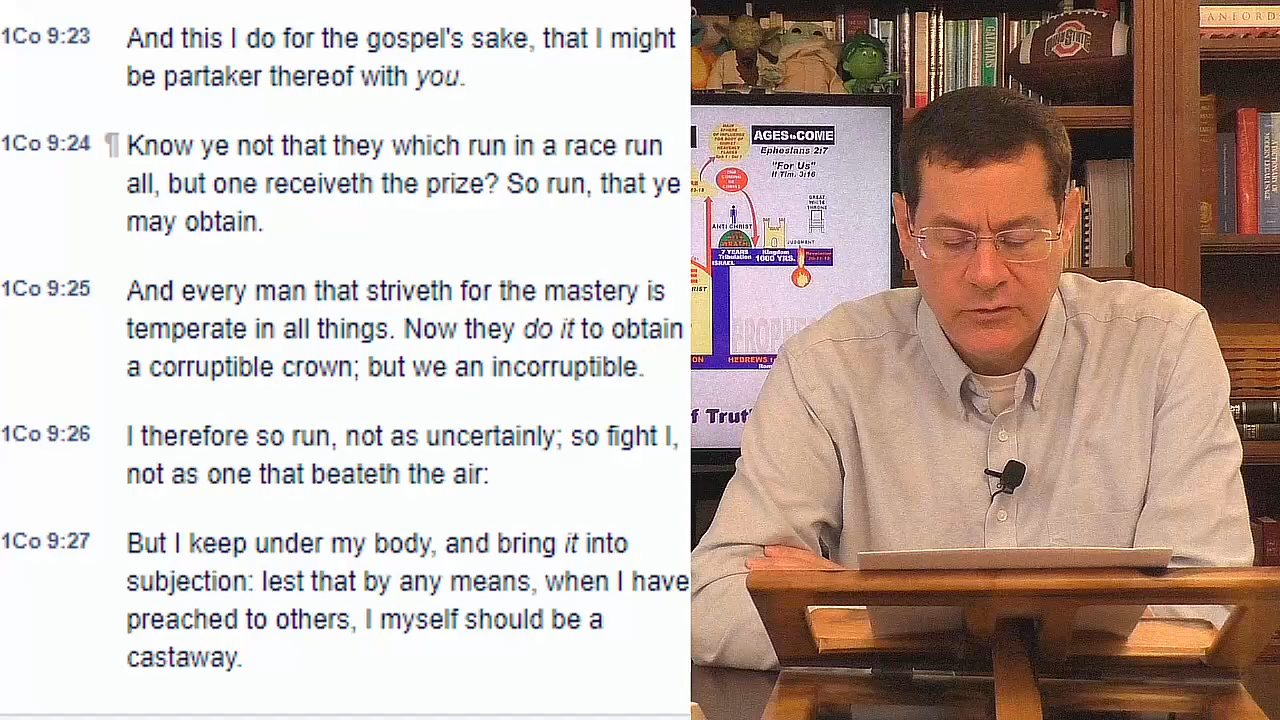 1Co 9:23 And this I do for the gospel's sake, that I might
be partaker thereof with you.
1Co 9:24 ¶ Know ye not that they which run in a race run
all, but one receiveth the prize? So run, that ye
may obtain.
1Co 9:25 And every man that striveth for the mastery is
temperate in all things. Now they do it to obtain
a corruptible crown; but we an incorruptible.
1Co 9:26 I therefore so run, not as uncertainly; so fight I,
not as one that beateth the air:
1Co 9:27 But I keep under my body, and bring it into
subjection: lest that by any means, when I have
preached to others, I myself should be a
castaway.
AGES to COME
Ephesians 2:7
"For Us"
II Tim. 3:16
ANTI CHRIST
GREAT
WHITE
THRONE
JUDGMENT
7 YEARS
Tribulation
ISRAEL
Kingdom
1000 YRS.
HEBREWS
GALATIANS